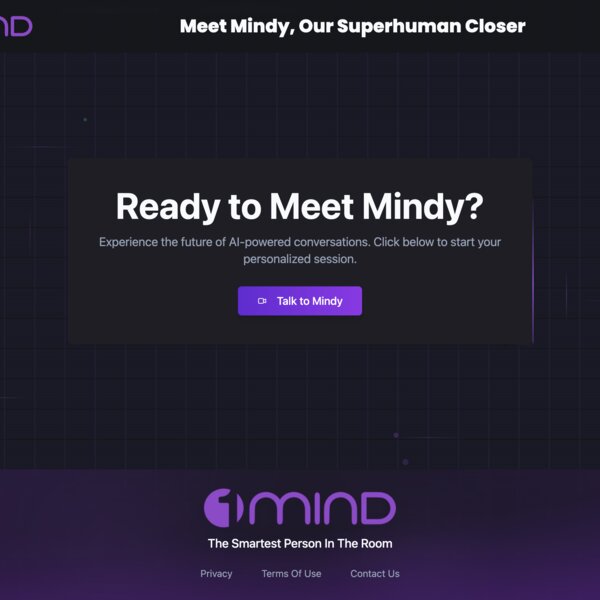 Meet Mindy, Our Superhuman Closer
Ready to Meet Mindy?
Experience the future of AI-powered conversations. Click below to start your
personalized session.
Talk to Mindy
1MIND
The Smartest Person In The Room
Privacy Terms Of Use Contact Us